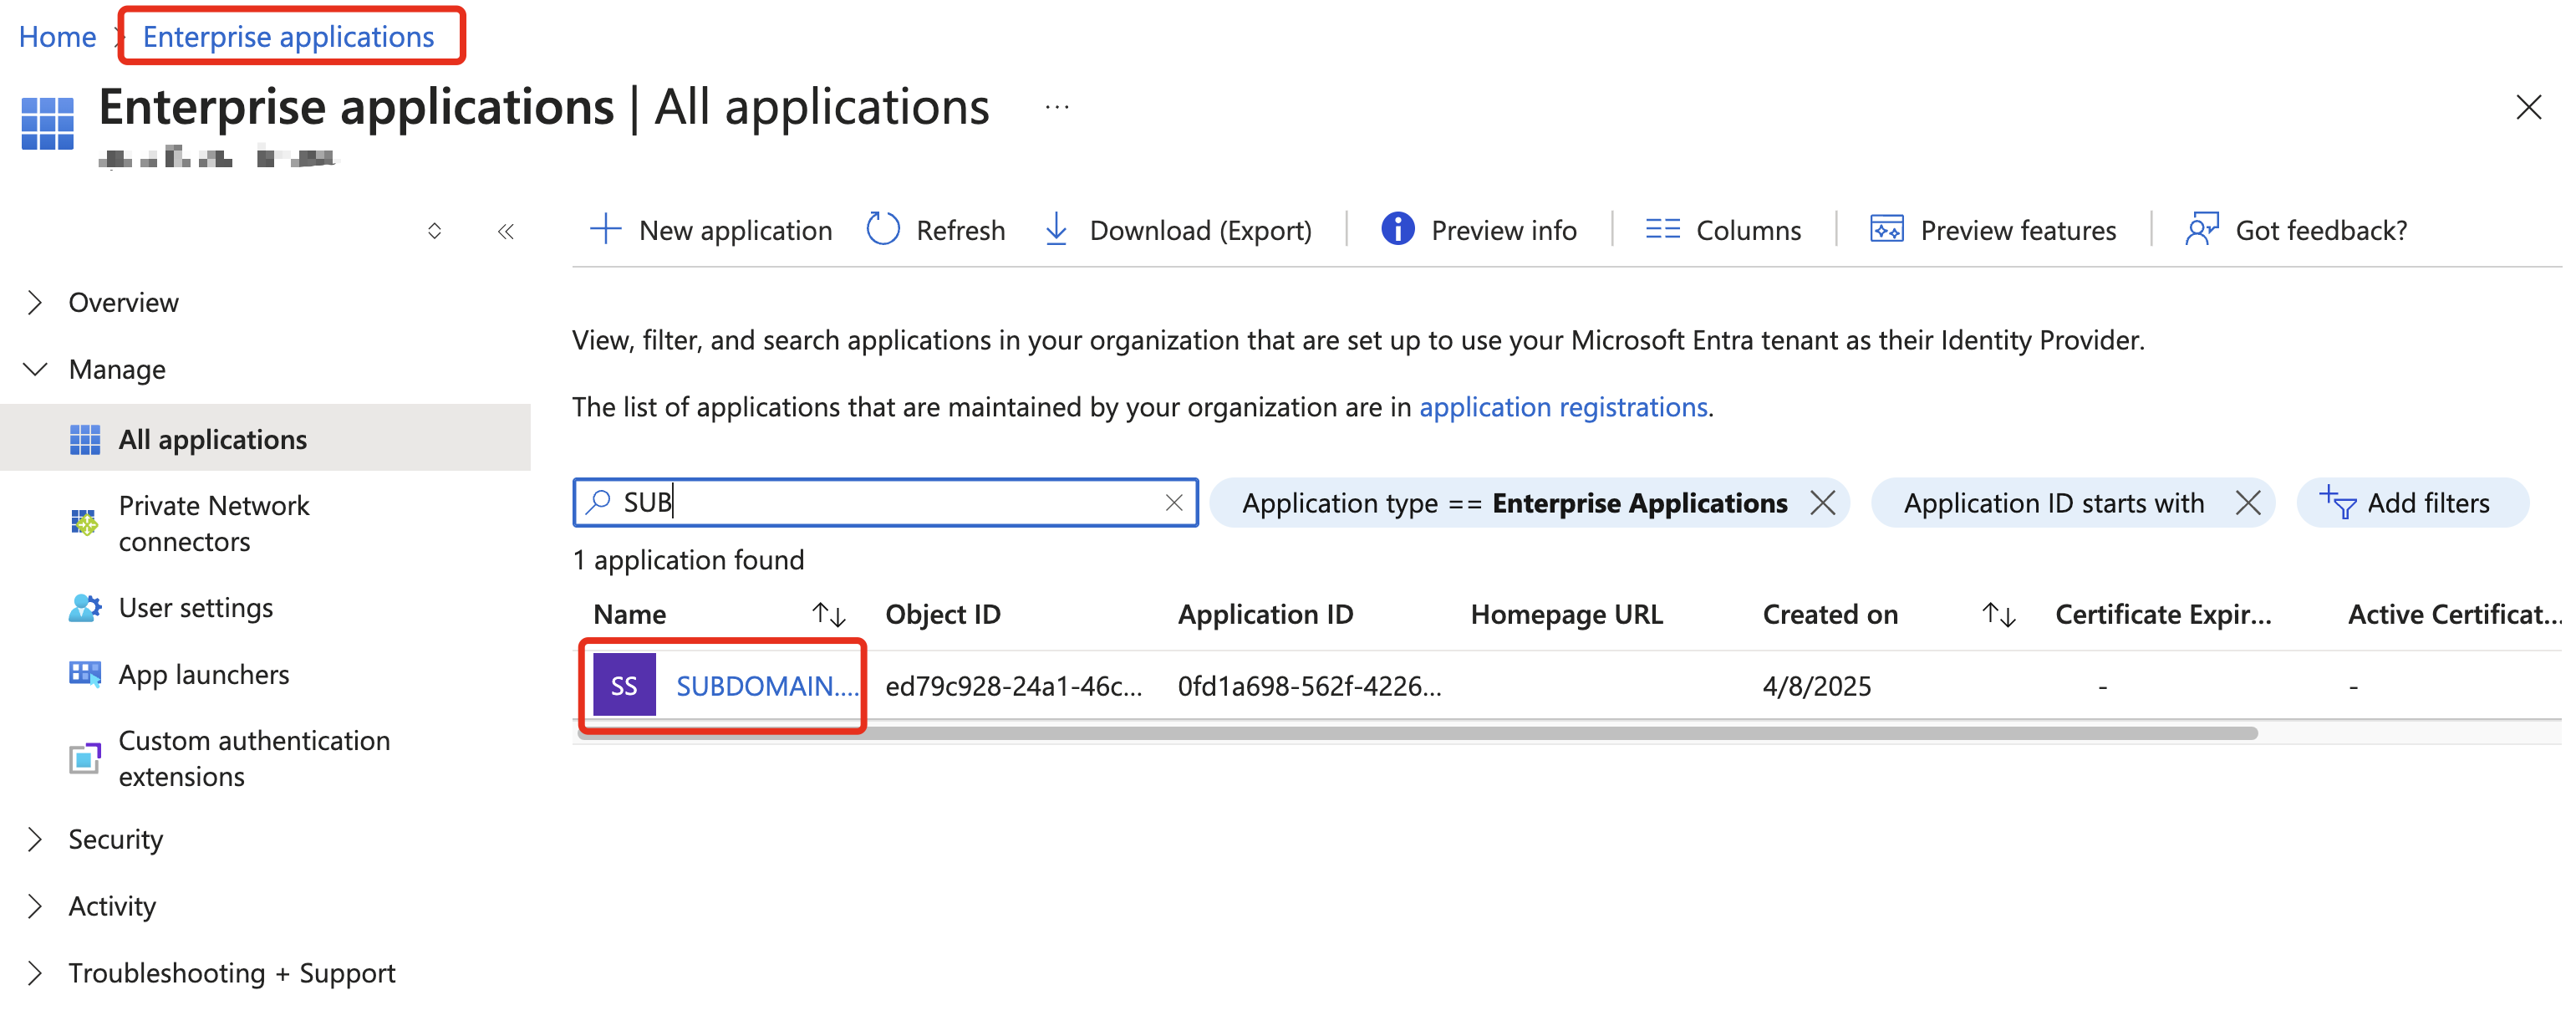 Home
Enterprise applications
Enterprise applications | All applications ...
New application Refresh Download (Export) Preview info Columns Preview features Got feedback?
Overview
Manage
All applications
Private Network
connectors
User settings
App launchers
Custom authentication
extensions
Security
Activity
Troubleshooting + Support
View, filter, and search applications in your organization that are set up to use your Microsoft Entra tenant as their Identity Provider.
The list of applications that are maintained by your organization are in application registrations.
SUB Application type == Enterprise Applications Application ID starts with Add filters
1 application found
Name Object ID Application ID Homepage URL Created on Certificate Expir... Active Certificat...
SS SUBDOMAIN.... ed79c928-24a1-46c... 0fd1a698-562f-4226... 4/8/2025 - -